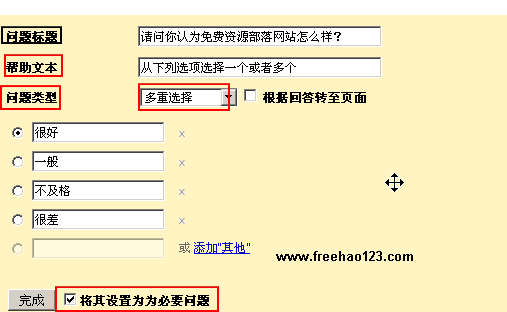 问题标题 请问你认为免费资源部落网站怎么样?
帮助文本 从下列选项选择一个或者多个
问题类型 多重选择 根据回答转至页面
很好 x
一般 x
不及格 x
很差 x
或 添加"其他"
www.freehao123.com
完成 将其设置为为必要问题